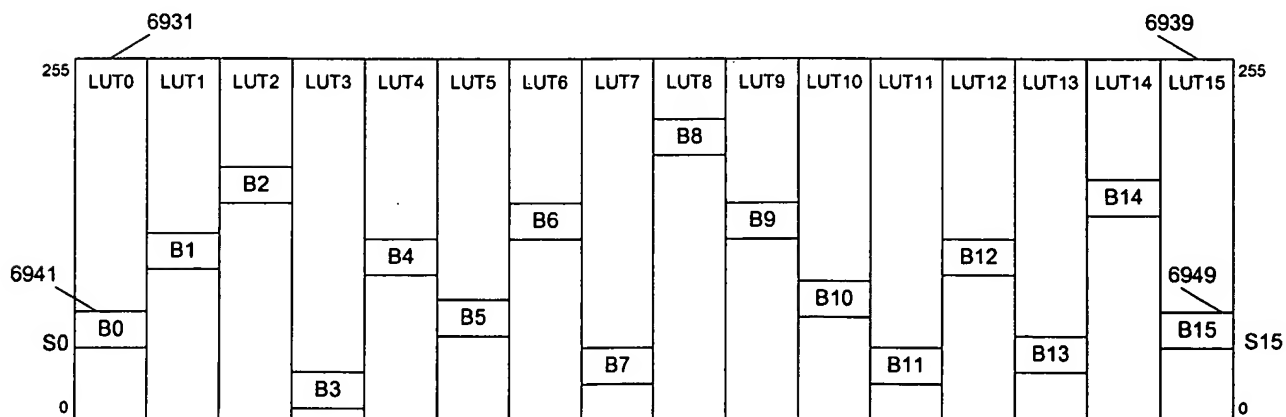 6931 6939
255 LUT0 LUT1 LUT2 LUT3 LUT4 LUT5 LUT6 LUT7 LUT8 LUT9 LUT10 LUT11 LUT12 LUT13 LUT14 LUT15 255
B8
B2
B14
B6 B9
B1 B4 B12
6941 B10 6949
B5
S0 B0 B15 S15
B7 B11 B13
B3
0 0